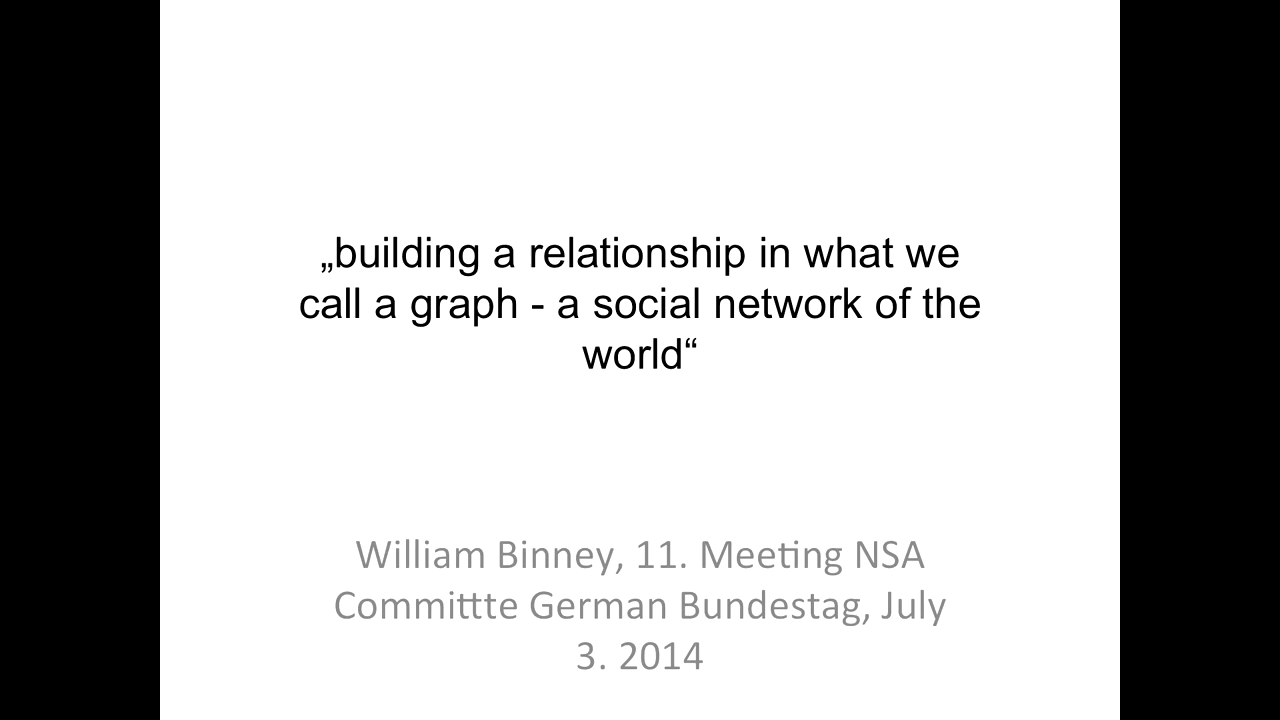 „building a relationship in what we
call a graph - a social network of the
world“
William Binney, 11. Meeting NSA
Committte German Bundestag, July
3. 2014